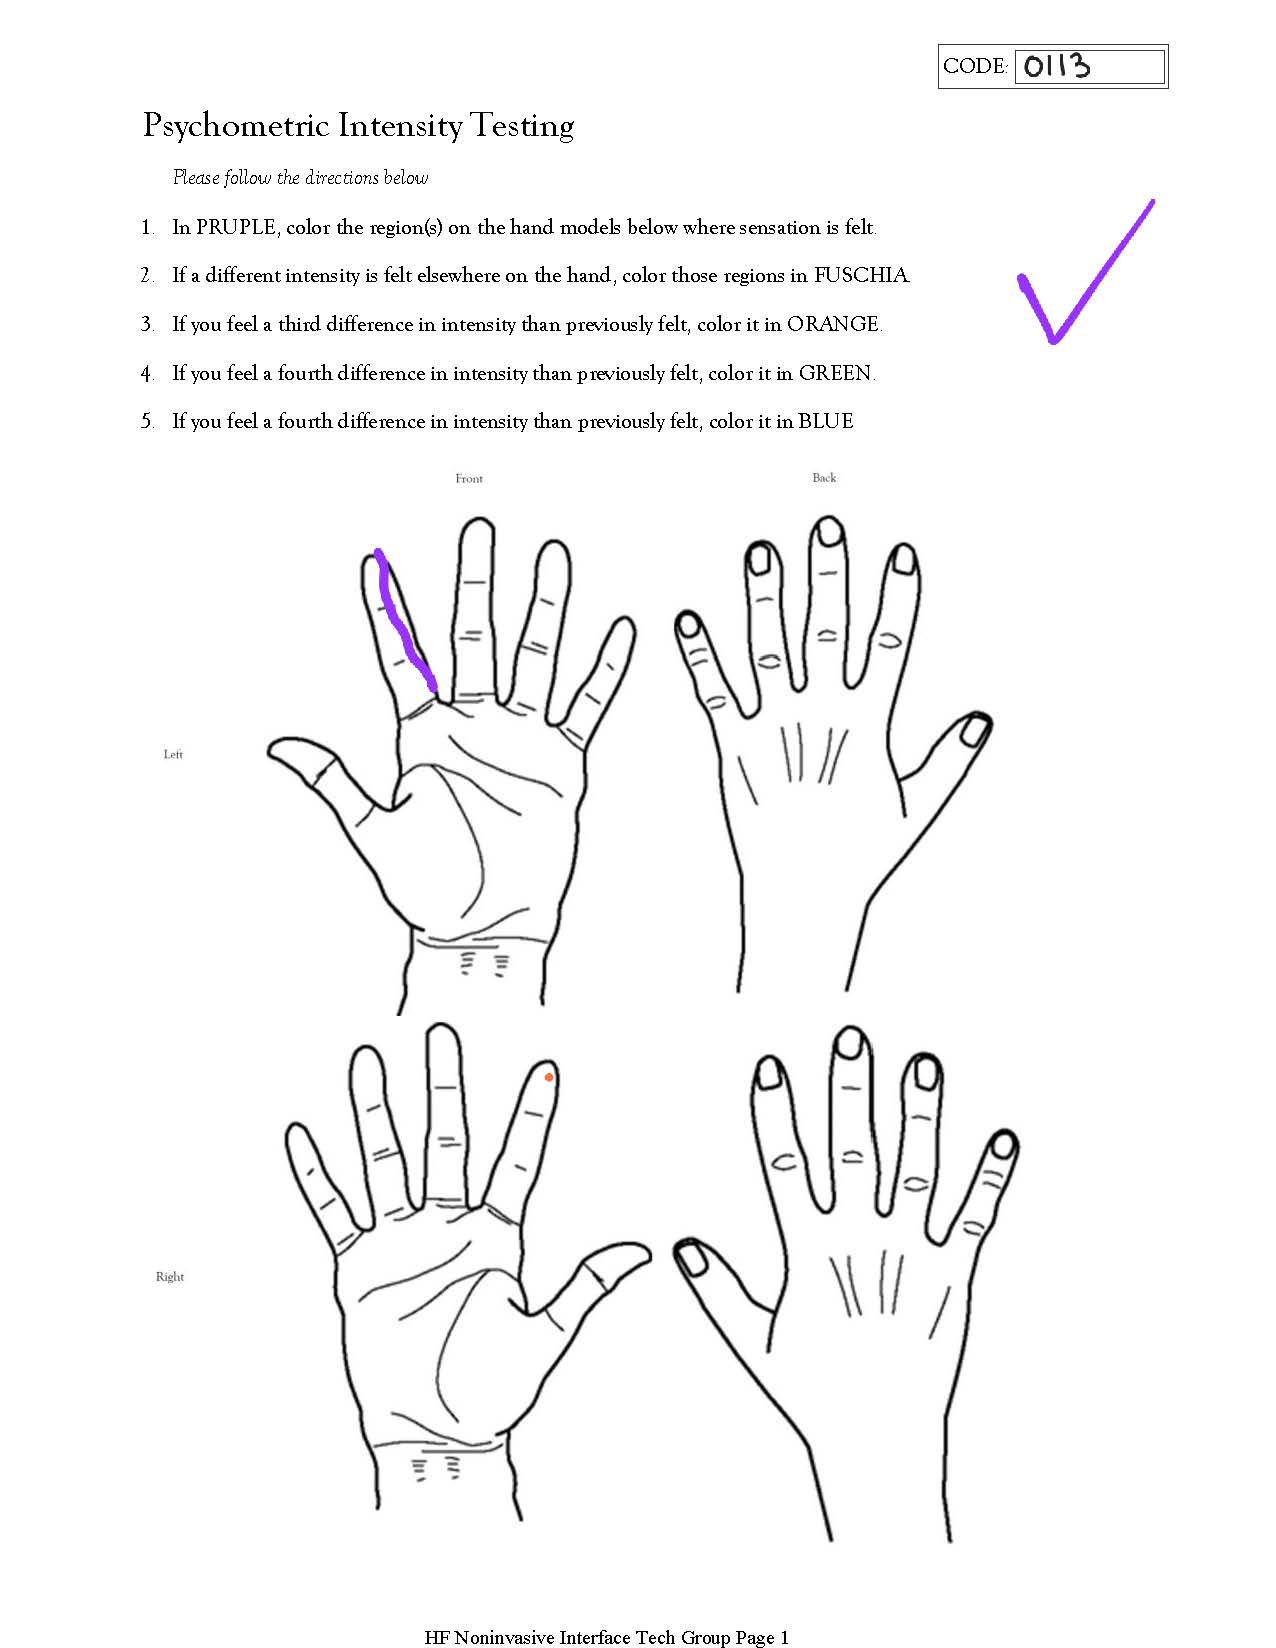 CODE: 0113
Psychometric Intensity Testing
Please follow the directions below
1. In PRUPLE, color the region(s) on the hand models below where sensation is felt.
2. If a different intensity is felt elsewhere on the hand, color those regions in FUSCHIA.
3. If you feel a third difference in intensity than previously felt, color it in ORANGE.
4. If you feel a fourth difference in intensity than previously felt, color it in GREEN.
5. If you feel a fourth difference in intensity than previously felt, color it in BLUE
Front Back
Left
Right
HF Noninvasive Interface Tech Group Page 1